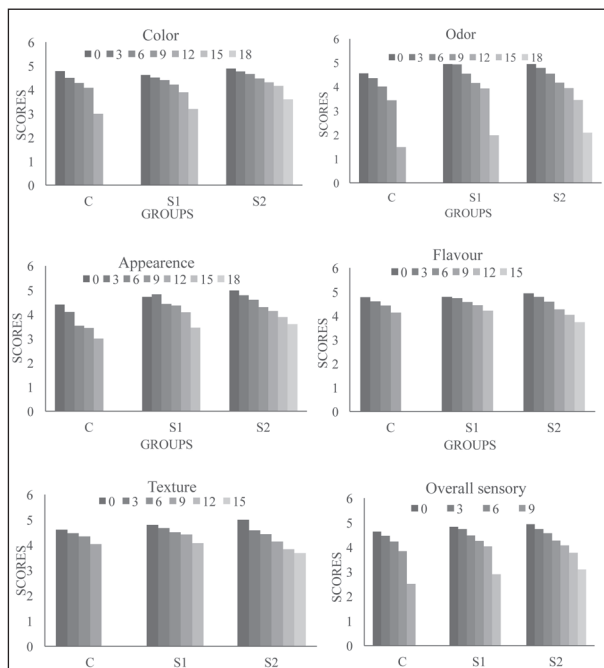 Color
0 3 6 9 12 15 18
6
5
4
3
2
1
0
SCORES
C S1 S2
GROUPS
Odor
0 3 6 9 12 15 18
6
5
4
3
2
1
0
SCORES
C S1 S2
GROUPS
Appearence
0 3 6 9 12 15 18
6
5
4
3
2
1
0
SCORES
C S1 S2
GROUPS
Flavour
0 3 6 9 12 15
6
5
4
3
2
1
0
SCORES
C S1 S2
GROUPS
Texture
0 3 6 9 12 15
6
5
4
3
2
1
0
SCORES
C S1 S2
GROUPS
Overall sensory
0 3 6 9
6
5
4
3
2
1
0
SCORES
C S1 S2
GROUPS